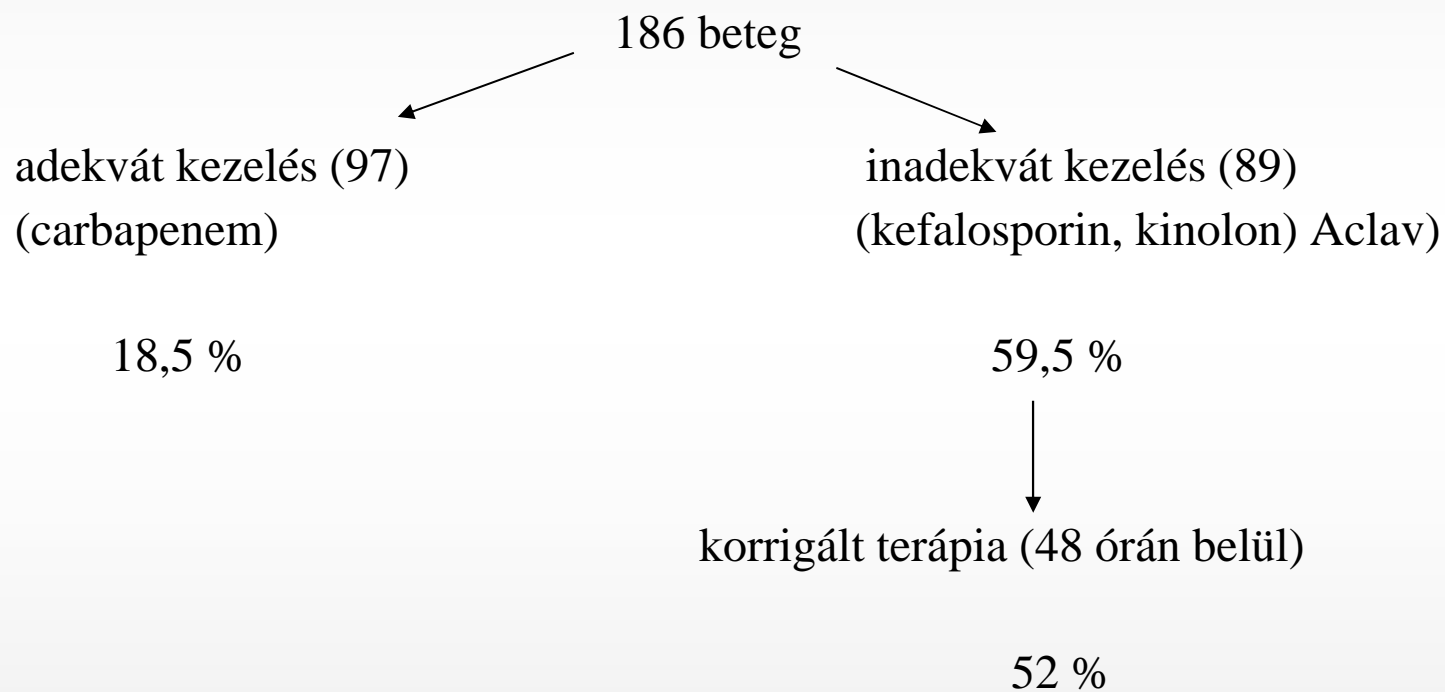 186 beteg
adekvát kezelés (97)
(carbapenem)
18,5 %
inadekvát kezelés (89)
(kefalosporin, kinolon) Aclav)
59,5 %
korrigált terápia (48 órán belül)
52 %